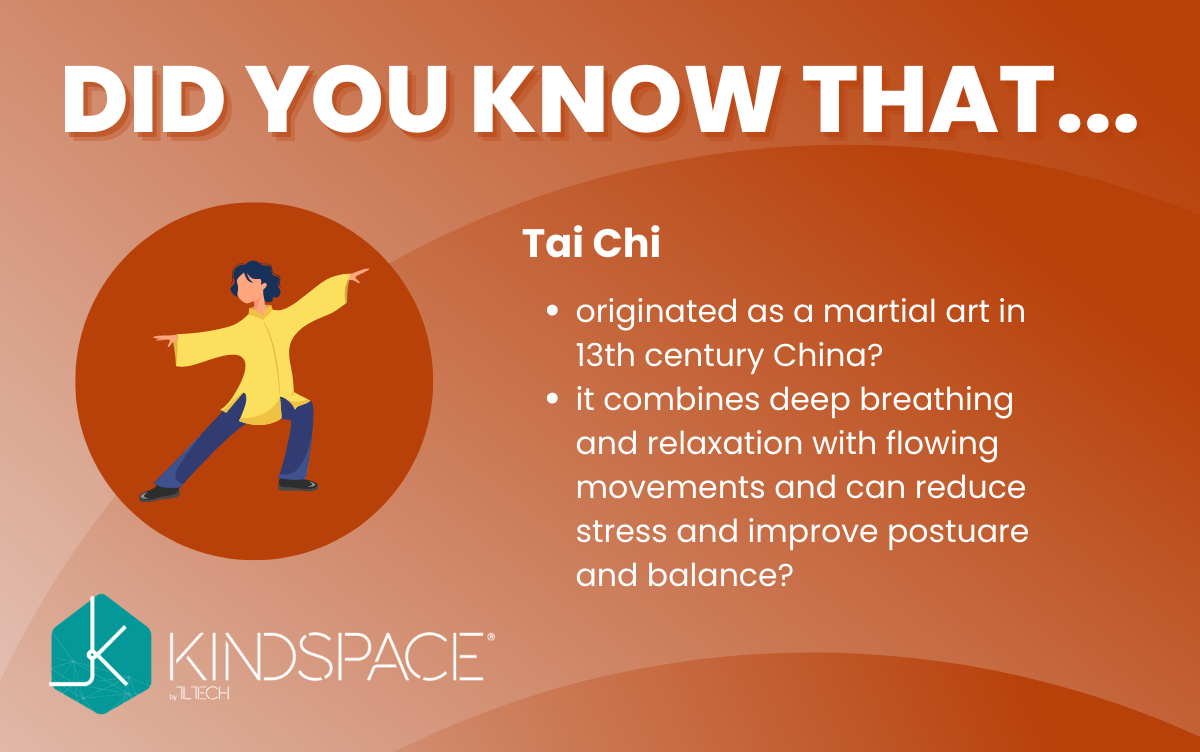 DID YOU KNOW THAT...
Tai Chi
• originated as a martial art in
13th century China?
• it combines deep breathing
and relaxation with flowing
movements and can reduce
stress and improve postuare
and balance?
KINDSPACE®
by TLTECH